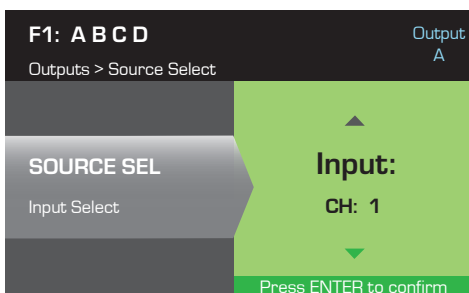 F1: A B C D
Output
A
Outputs > Source Select
SOURCE SEL
Input Select
Input:
CH: 1
Press ENTER to confirm